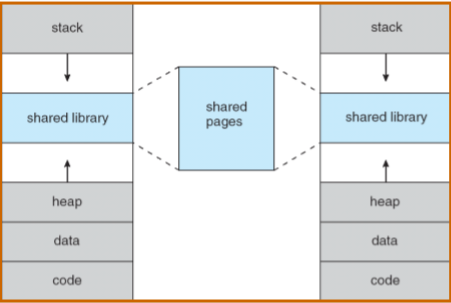 stack
stack
shared
pages
shared library
shared library
heap
heap
data
data
code
code